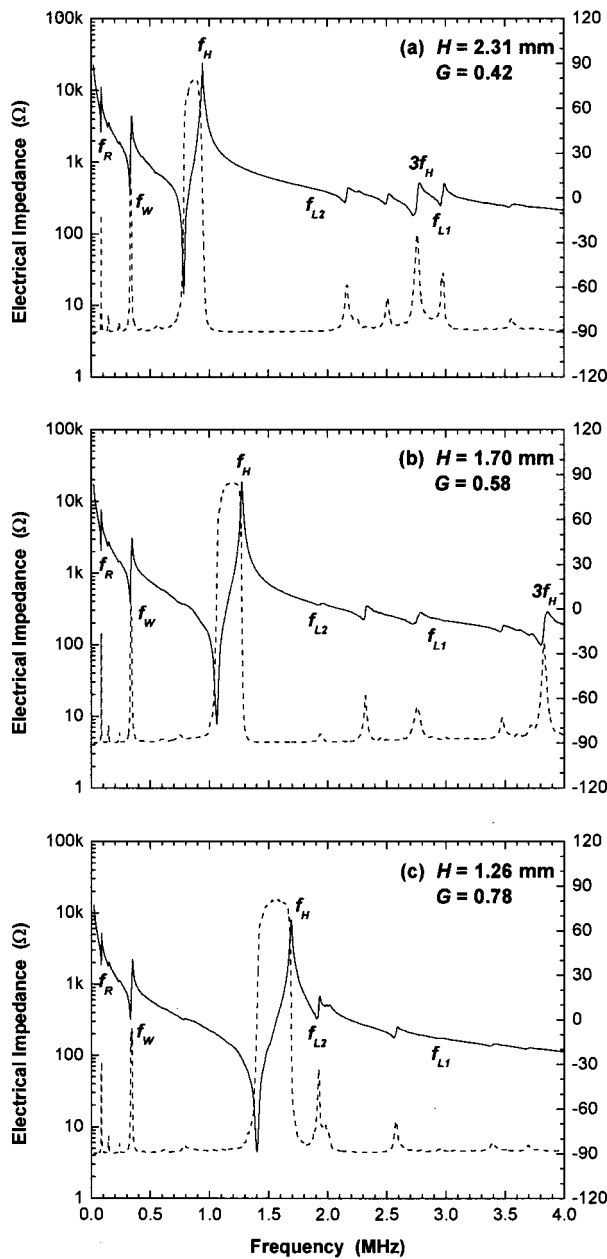 100k
10k
1k
100
10
1
Electrical Impedance (Ω)
90
60
30
0
-30
-60
-90
-120
(a) H = 2.31 mm
G = 0.42
f_R
f_W
f_H
f_L2
3f_H
f_L1
100k
10k
1k
100
10
1
Electrical Impedance (Ω)
120
90
60
30
0
-30
-60
-90
-120
(b) H = 1.70 mm
G = 0.58
f_R
f_W
f_H
f_L2
f_L1
3f_H
100k
10k
1k
100
10
1
Electrical Impedance (Ω)
120
90
60
30
0
-30
-60
-90
-120
(c) H = 1.26 mm
G = 0.78
f_R
f_W
f_H
f_L2
f_L1
0.0 0.5 1.0 1.5 2.0 2.5 3.0 3.5 4.0
Frequency (MHz)